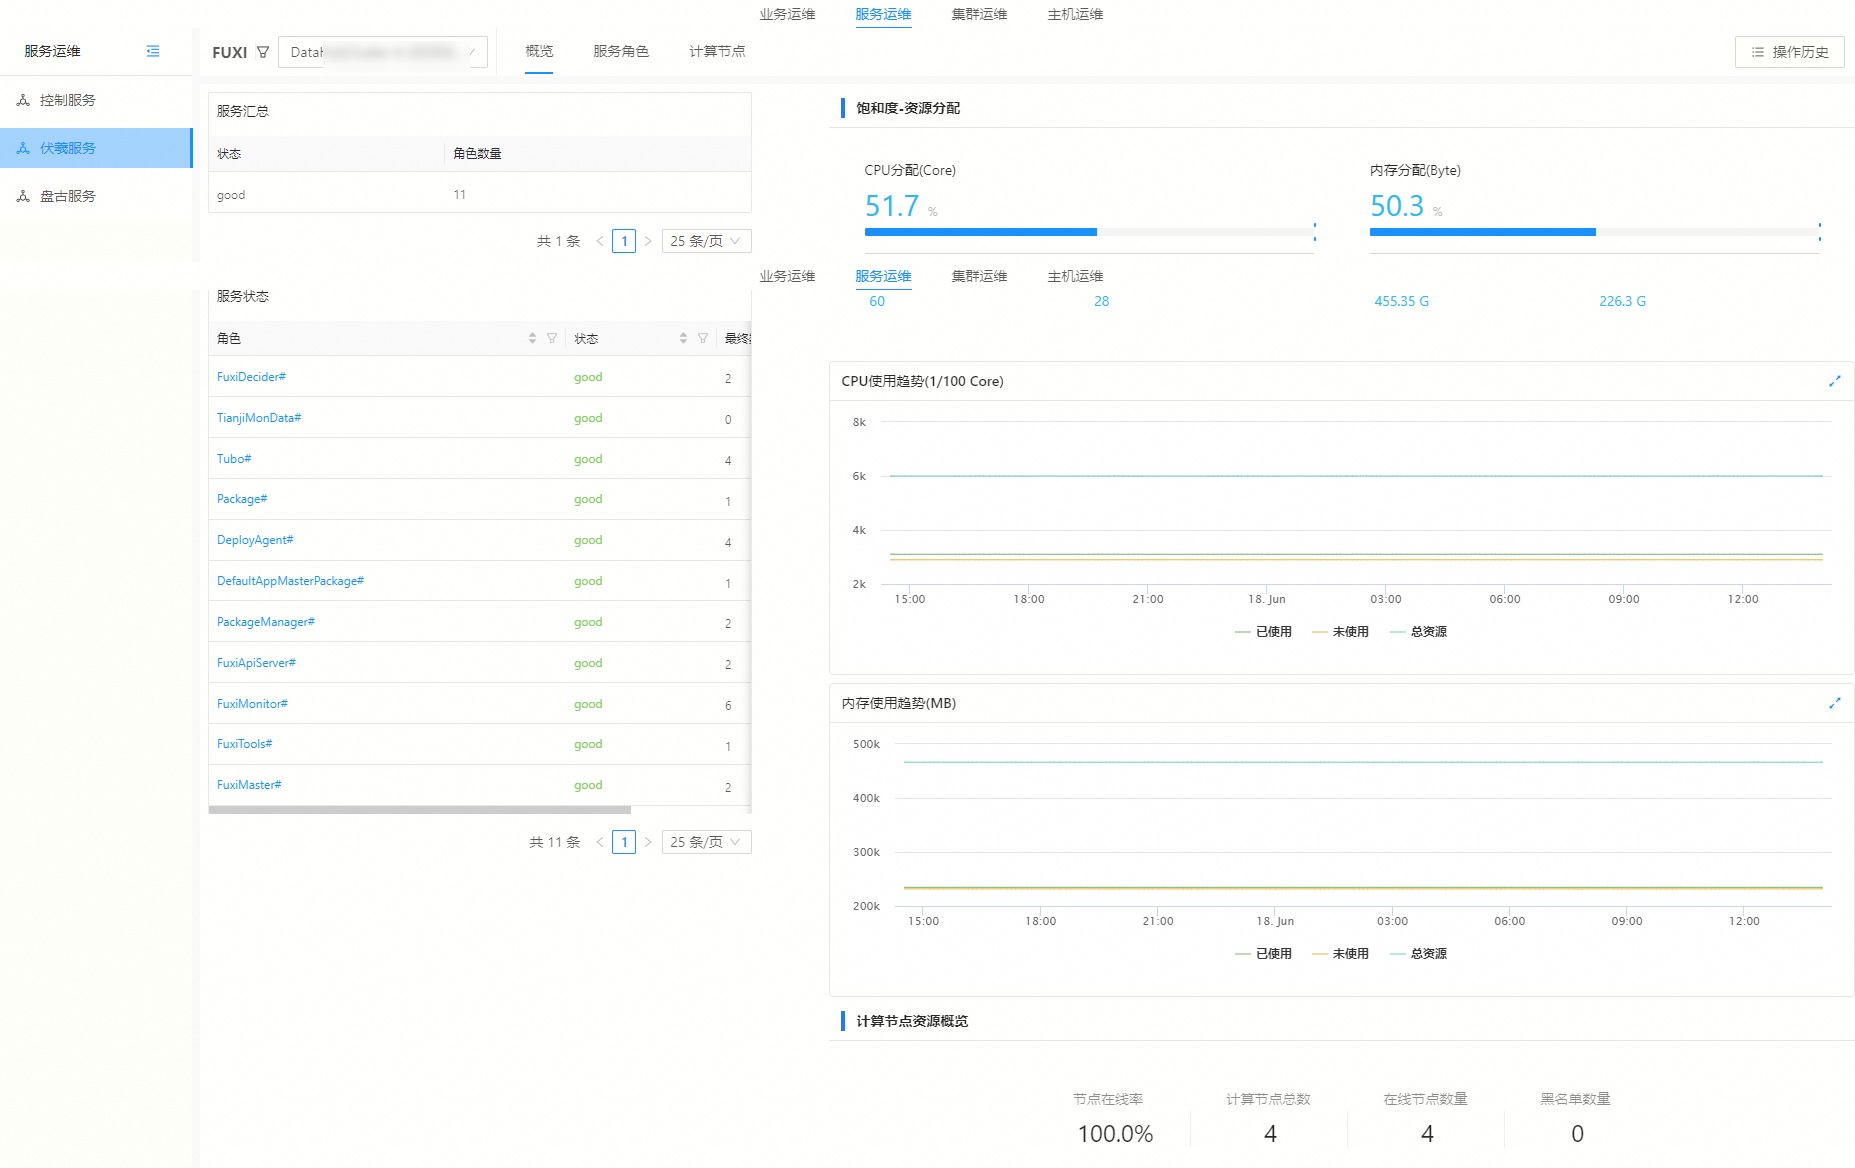 业务运维 服务运维 集群运维 主机运维
服务运维
FUXI
概览 服务角色 计算节点
操作历史
控制服务
伏羲服务
盘古服务
服务汇总
状态 角色数量
good 11
共 1 条 1 25 条/页
饱和度-资源分配
CPU分配(Core) 内存分配(Byte)
51.7 % 50.3 %
业务运维 服务运维 集群运维 主机运维
60 28 455.35 G 226.3 G
服务状态
角色 状态
FuxiDecider# good 2
TianjiMonData# good 0
Tubo# good 4
Package# good 1
DeployAgent# good 4
DefaultAppMasterPackage# good 1
PackageManager# good 2
FuxiApiServer# good 2
FuxiMonitor# good 6
FuxiTools# good 1
FuxiMaster# good 2
共 11 条 1 25 条/页
CPU使用趋势(1/100 Core)
8k
6k
4k
2k
15:00 18:00 21:00 18. Jun 03:00 06:00 09:00 12:00
已使用 未使用 总资源
内存使用趋势(MB)
500k
400k
300k
200k
15:00 18:00 21:00 18. Jun 03:00 06:00 09:00 12:00
已使用 未使用 总资源
计算节点资源概览
节点在线率 计算节点总数 在线节点数量 黑名单数量
100.0% 4 4 0